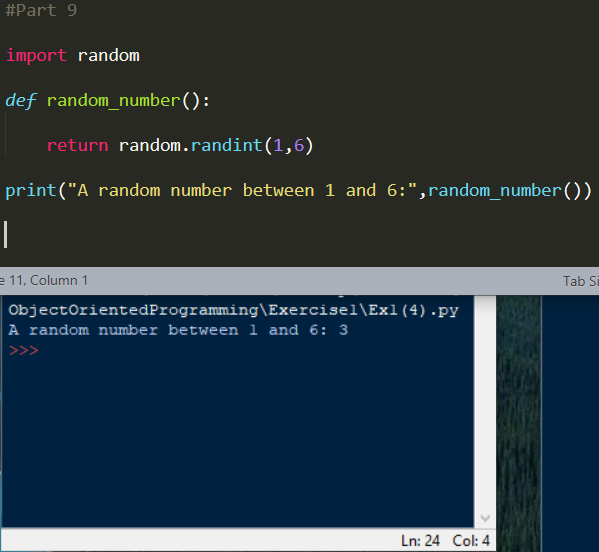 #Part 9
import random
def random_number():
return random.randint(1,6)
print("A random number between 1 and 6:",random_number())
11, Column 1
Tab
ObjectOrientedProgramming\Exercise1\Ex1(4).py
A random number between 1 and 6: 3
>>>
Ln: 24 Col: 4